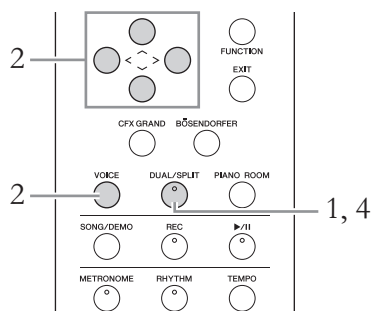 2
< >
FUNCTION
EXIT
CFX GRAND BÖSENDORFER
VOICE DUAL/SPLIT PIANO ROOM
2
1, 4
SONG/DEMO REC ▶/II
METRONOME RHYTHM TEMPO